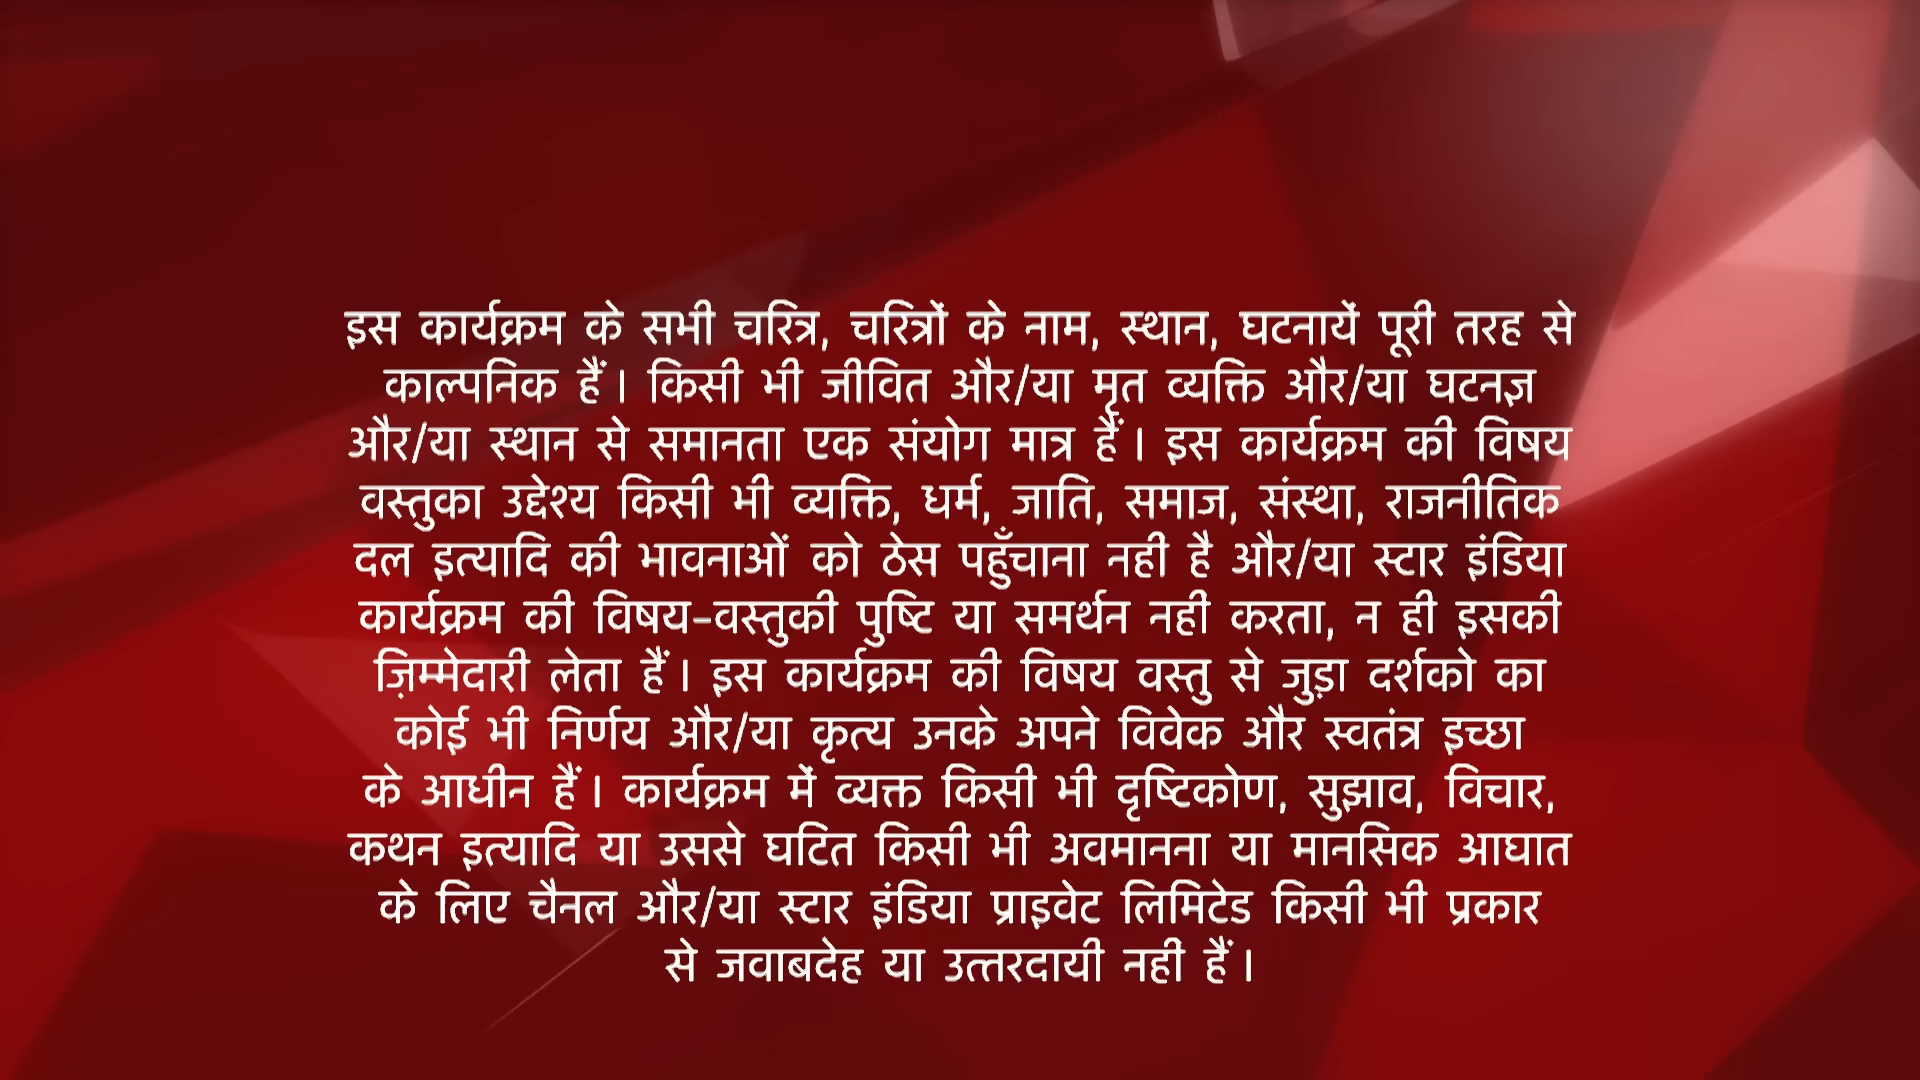 इस कार्यक्रम के सभी चरित्र, चरित्रों के नाम, स्थान, घटनायें पूरी तरह से
काल्पनिक हैं। किसी भी जीवित और/या मृत व्यक्ति और/या घटनज्ञ
और/या स्थान से समानता एक संयोग मात्र हैं। इस कार्यक्रम की विषय
वस्तुका उद्देश्य किसी भी व्यक्ति, धर्म, जाति, समाज, संस्था, राजनीतिक
दल इत्यादि की भावनाओं को ठेस पहुँचाना नही है और/या स्टार इंडिया
कार्यक्रम की विषय-वस्तुकी पुष्टि या समर्थन नही करता, न ही इसकी
ज़िम्मेदारी लेता हैं। इस कार्यक्रम की विषय वस्तु से जुड़ा दर्शको का
कोई भी निर्णय और/या कृत्य उनके अपने विवेक और स्वतंत्र इच्छा
के आधीन हैं। कार्यक्रम में व्यक्त किसी भी दृष्टिकोण, सुझाव, विचार,
कथन इत्यादि या उससे घटित किसी भी अवमानना या मानसिक आघात
के लिए चैनल और/या स्टार इंडिया प्राइवेट लिमिटेड किसी भी प्रकार
से जवाबदेह या उत्तरदायी नही हैं।